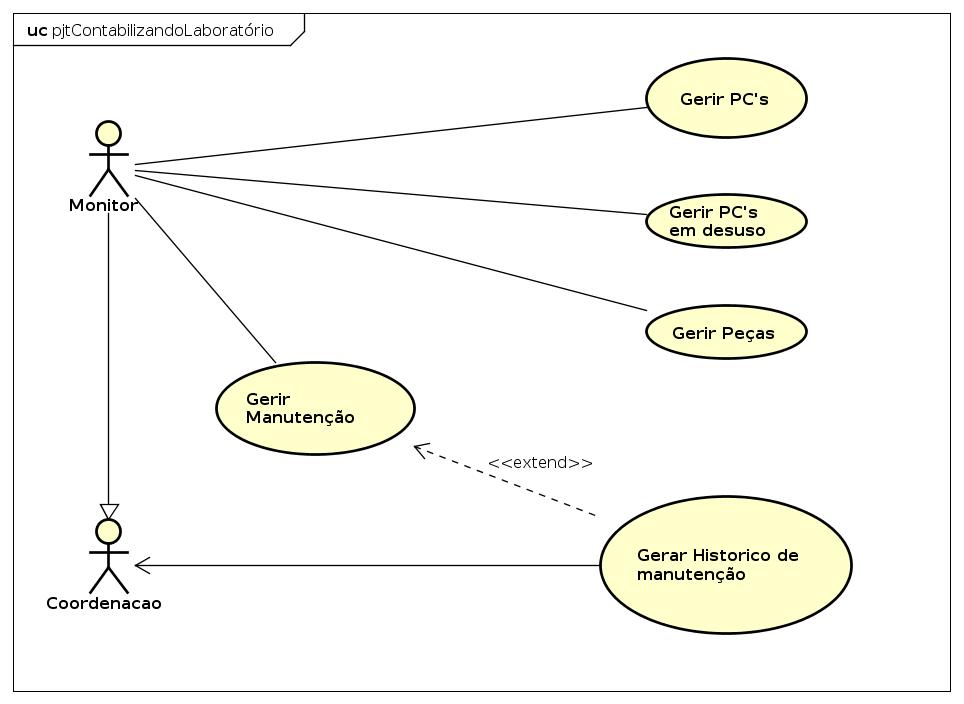 uc pjtContabilizandoLaboratório
Gerir PC's
Monitor
Gerir PC's
em desuso
Gerir Peças
Gerir
Manutenção
<<extend>>
Gerar Historico de
manutenção
Coordenacao